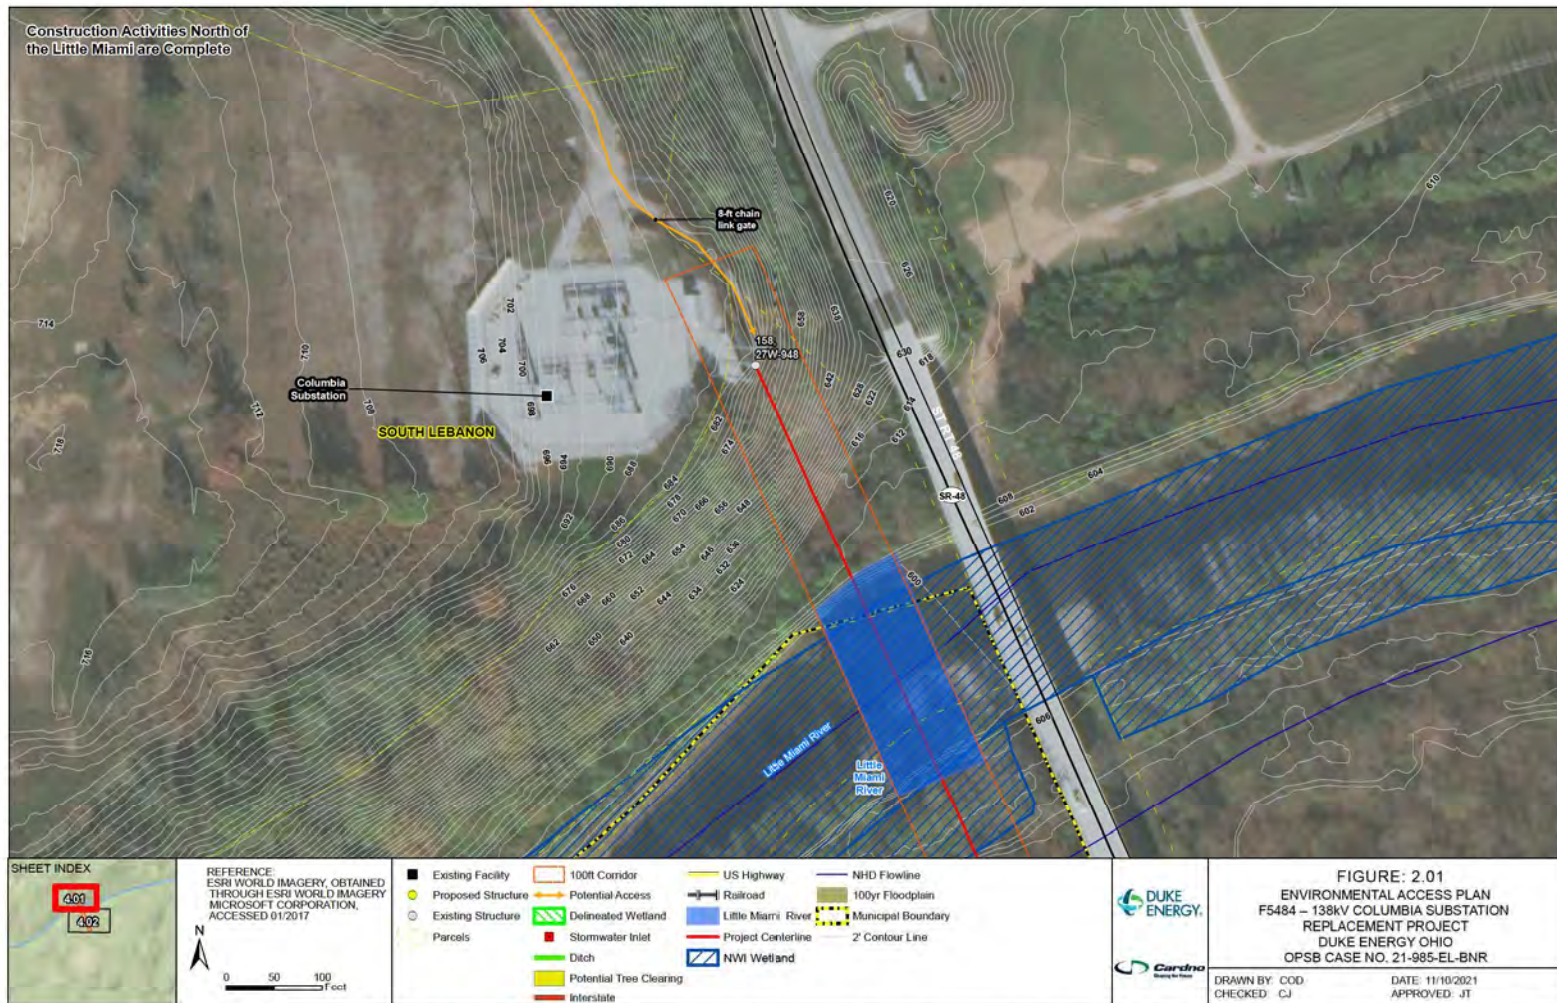 Construction Activities North of
the Little Miami are Complete
8-ft chain
link gate
158,
27W-948
Columbia
Substation
SOUTH LEBANON
702
704
706
700
698
696
694
690
688
714
710
712
708
718
716
692
682
674
684
678
670
666
656
648
686
680
672
664
654
646
636
632
624
676
668
660
652
644
634
662
650
640
658
638
642
628
622
616
620
626
630
618
614
612
610
608
602
604
600
606
ST RT 48
SR-48
Little Miami River
Little
Miami
River
SHEET INDEX
4.01
4.02
REFERENCE:
ESRI WORLD IMAGERY, OBTAINED
THROUGH ESRI WORLD IMAGERY
MICROSOFT CORPORATION,
ACCESSED 01/2017
N
0 50 100
Feet
Existing Facility
Proposed Structure
Existing Structure
Parcels
100ft Corridor
Potential Access
Delineated Wetland
Stormwater Inlet
Ditch
Potential Tree Clearing
Interstate
US Highway
Railroad
Little Miami River
Project Centerline
NWI Wetland
NHD Flowline
100yr Floodplain
Municipal Boundary
2' Contour Line
DUKE
ENERGY.
Cardno
FIGURE: 2.01
ENVIRONMENTAL ACCESS PLAN
F5484 – 138kV COLUMBIA SUBSTATION
REPLACEMENT PROJECT
DUKE ENERGY OHIO
OPSB CASE NO. 21-985-EL-BNR
DRAWN BY: COD DATE: 11/10/2021
CHECKED: CJ APPROVED: JT